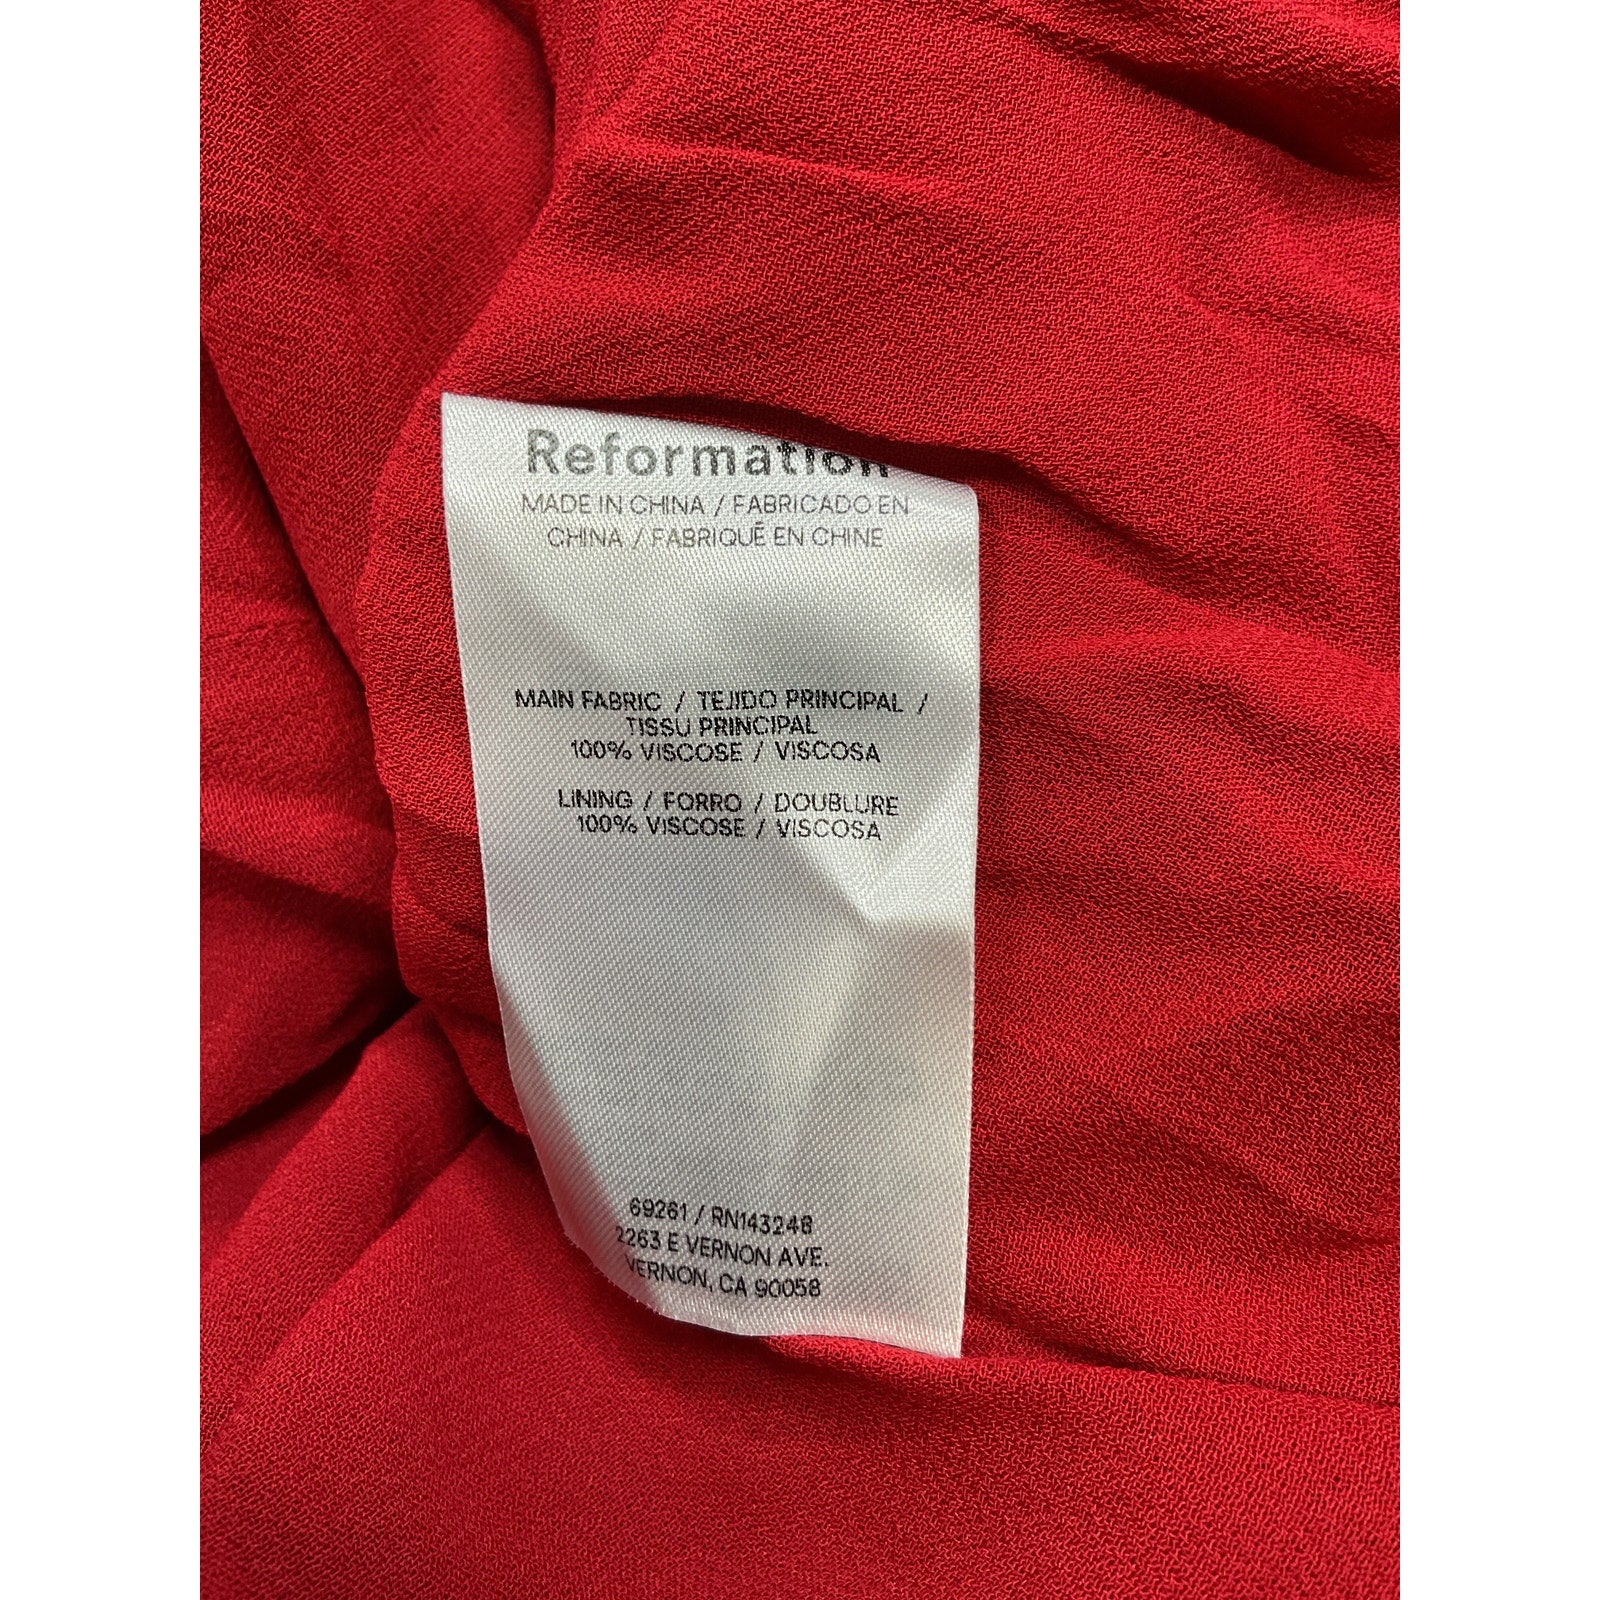 Reformation
MADE IN CHINA / FABRICADO EN
CHINA / FABRIQUÉ EN CHINE
MAIN FABRIC / TEJIDO PRINCIPAL /
TISSU PRINCIPAL
100% VISCOSE / VISCOSA
LINING / FORRO / DOUBLURE
100% VISCOSE / VISCOSA
69261 / RN143248
2263 E VERNON AVE.
VERNON, CA 90058